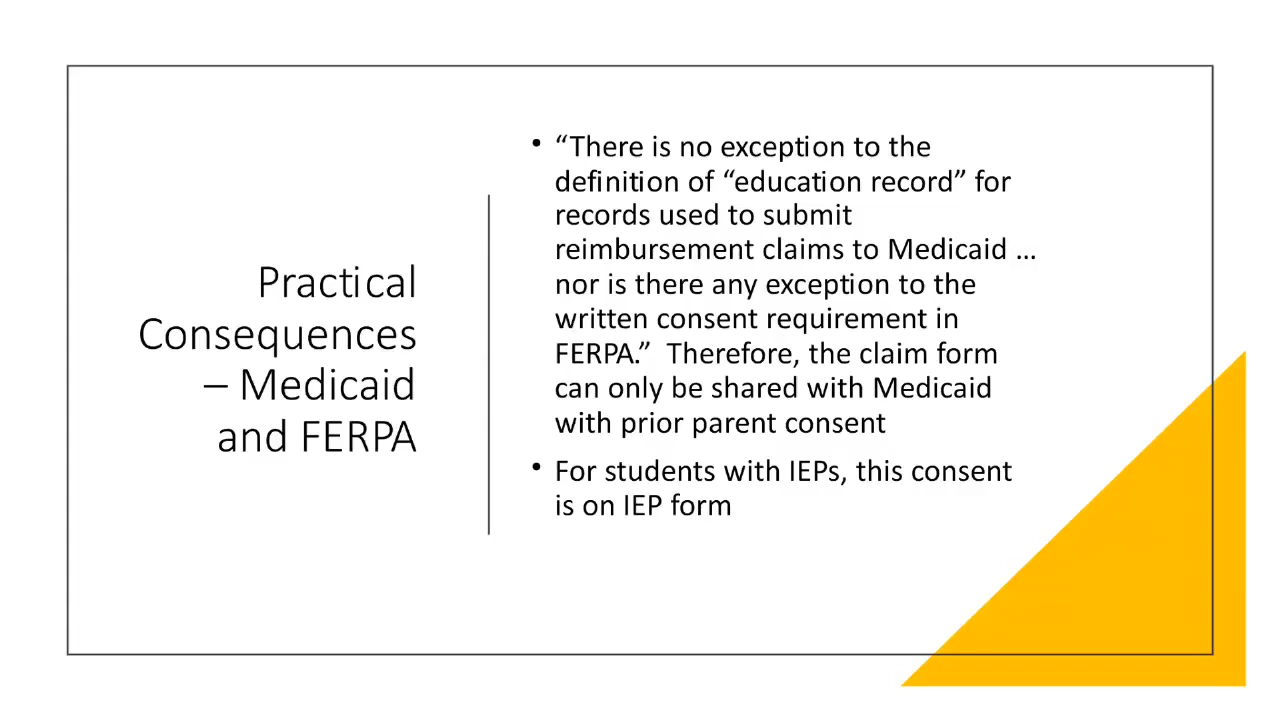 Practical
Consequences
– Medicaid
and FERPA
• “There is no exception to the
definition of “education record” for
records used to submit
reimbursement claims to Medicaid …
nor is there any exception to the
written consent requirement in
FERPA.”  Therefore, the claim form
can only be shared with Medicaid
with prior parent consent
• For students with IEPs, this consent
is on IEP form